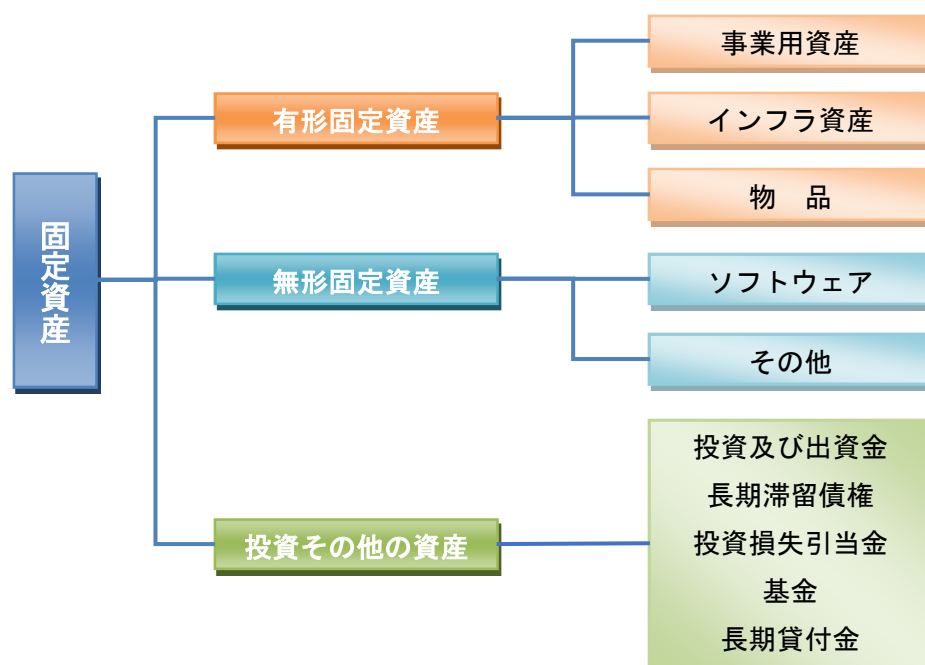 固定資産
有形固定資産
事業用資産
インフラ資産
物　品
無形固定資産
ソフトウェア
その他
投資その他の資産
投資及び出資金
長期滞留債権
投資損失引当金
基金
長期貸付金